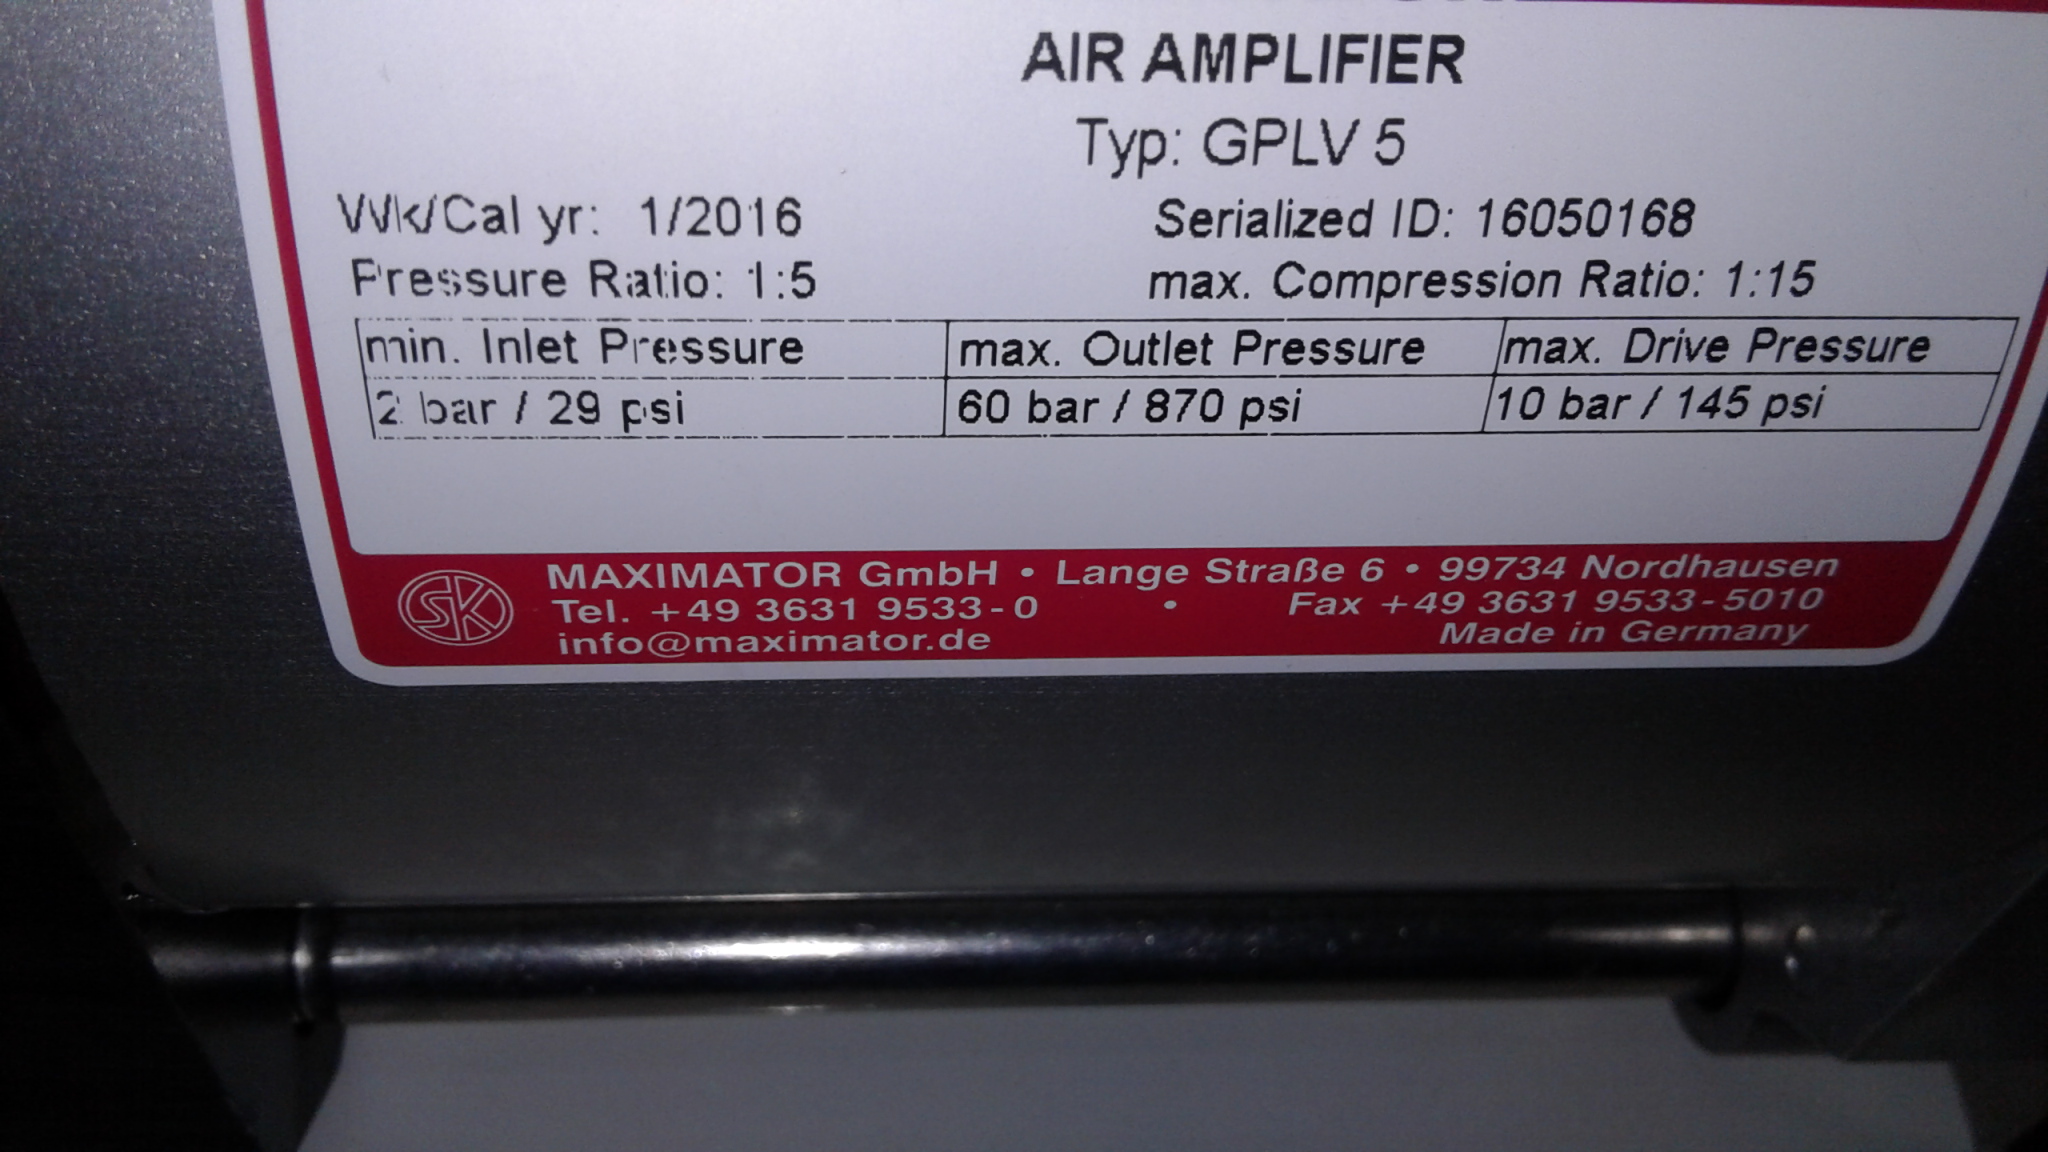 AIR AMPLIFIER
Typ: GPLV 5
Wk/Cal yr: 1/2016 Serialized ID: 16050168
Pressure Ratio: 1:5 max. Compression Ratio: 1:15
min. Inlet Pressure max. Outlet Pressure max. Drive Pressure
2 bar / 29 psi 60 bar / 870 psi 10 bar / 145 psi
SK
MAXIMATOR GmbH • Lange Straße 6 • 99734 Nordhausen
Tel. +49 3631 9533-0 • Fax +49 3631 9533-5010
info@maximator.de Made in Germany